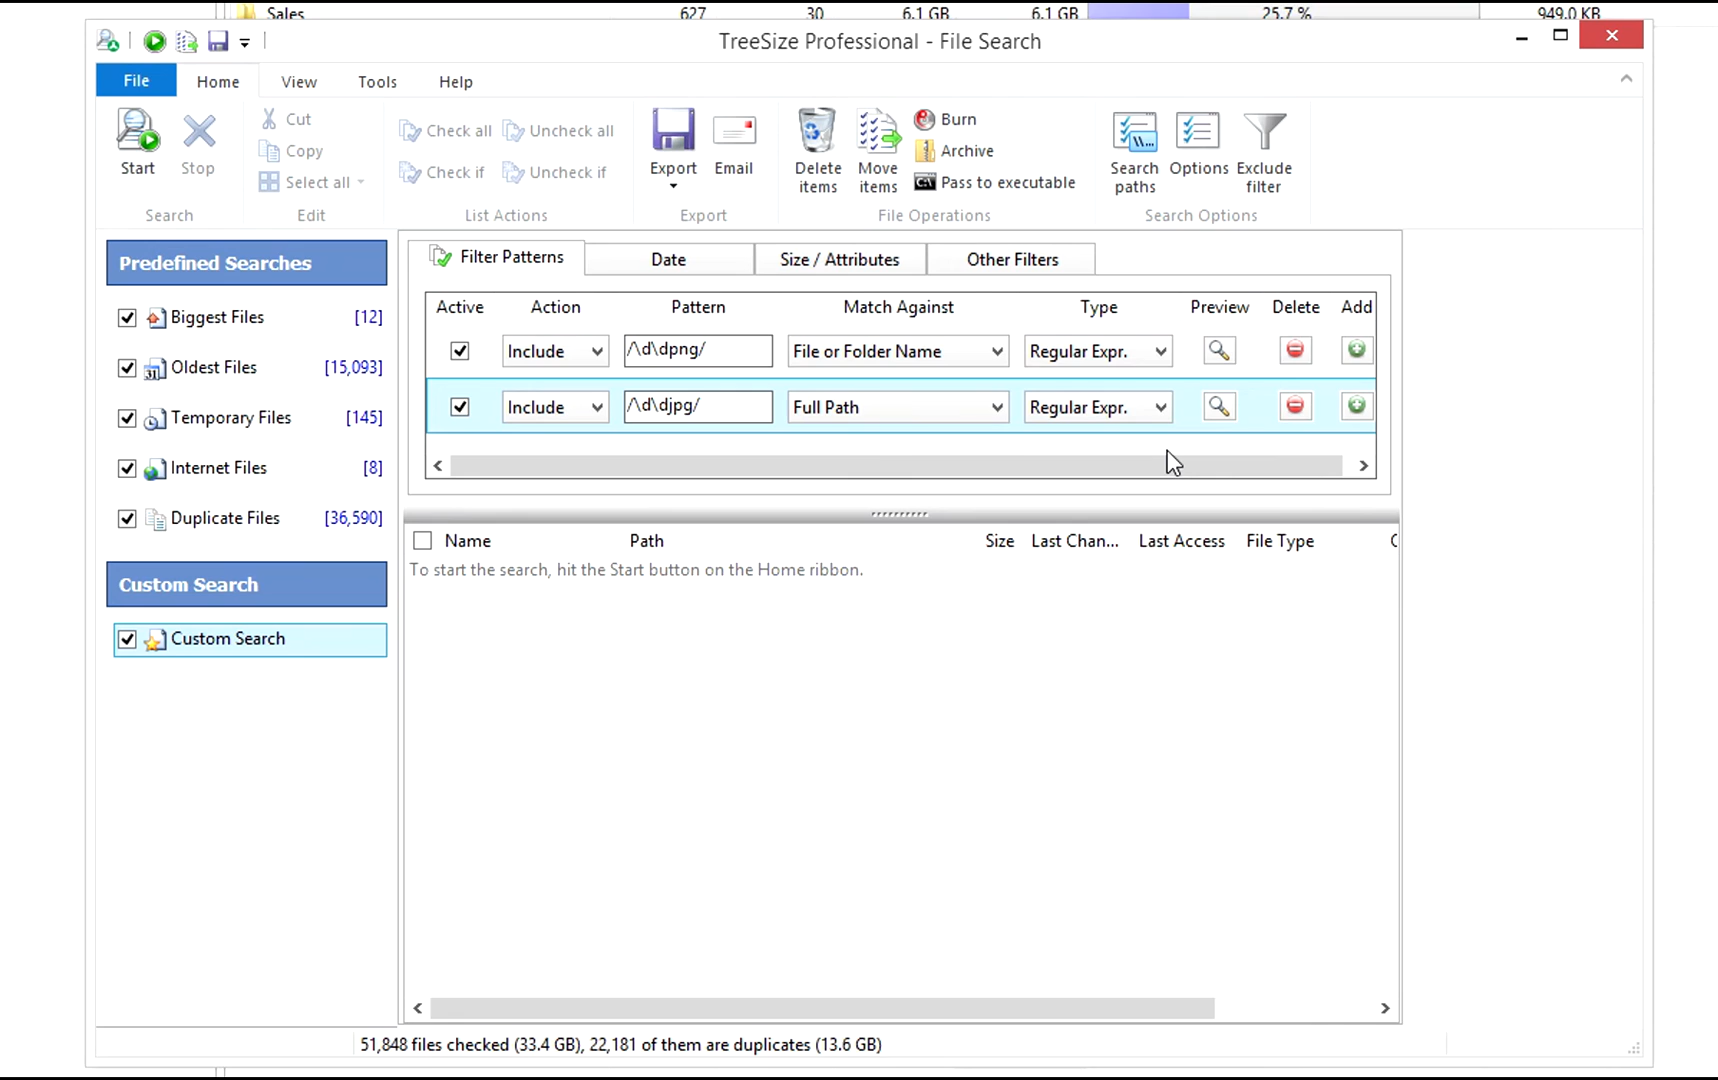 Sales 627 30 6.1 GB 6.1 GB 25.7 % 949.0 KB
TreeSize Professional - File Search
File Home View Tools Help
Start
Stop
Search
Cut
Copy
Select all
Edit
Check all Uncheck all
Check if Uncheck if
List Actions
Export
Email
Export
Delete items
Move items
Burn
Archive
Pass to executable
File Operations
Search paths
Options
Exclude filter
Search Options
Predefined Searches
Biggest Files [12]
Oldest Files [15,093]
Temporary Files [145]
Internet Files [8]
Duplicate Files [36,590]
Custom Search
Custom Search
Filter Patterns Date Size / Attributes Other Filters
Active Action Pattern Match Against Type Preview Delete Add
Include /\d\dpng/ File or Folder Name Regular Expr.
Include /\d\djpg/ Full Path Regular Expr.
Name Path Size Last Chan... Last Access File Type
To start the search, hit the Start button on the Home ribbon.
51,848 files checked (33.4 GB), 22,181 of them are duplicates (13.6 GB)